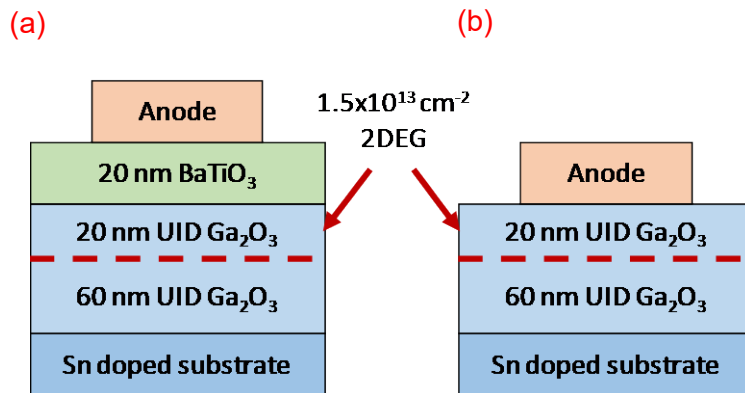 (a)
(b)
Anode
20 nm BaTiO₃
20 nm UID Ga₂O₃
60 nm UID Ga₂O₃
Sn doped substrate
1.5x10¹³ cm⁻²
2DEG
Anode
20 nm UID Ga₂O₃
60 nm UID Ga₂O₃
Sn doped substrate